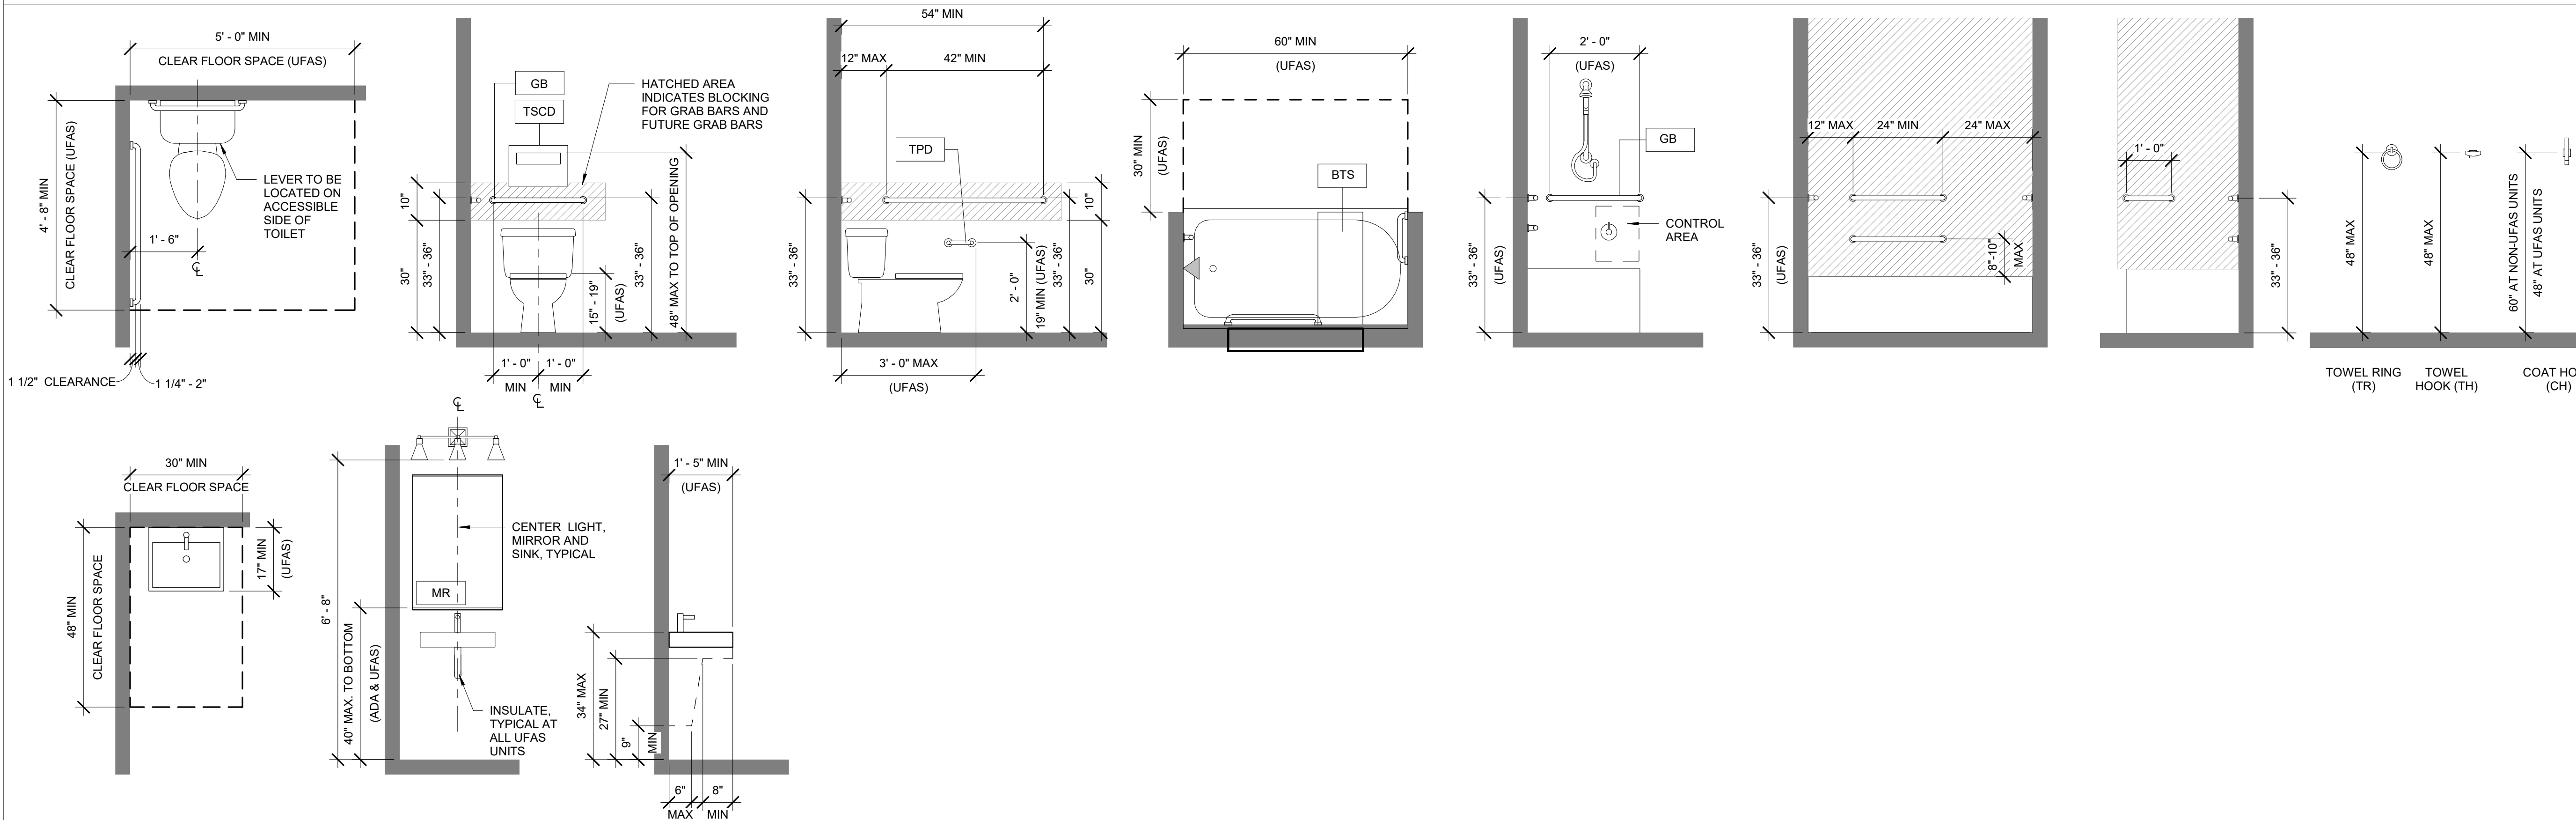 5' - 0" MIN
CLEAR FLOOR SPACE (UFAS)
4' - 8" MIN
CLEAR FLOOR SPACE (UFAS)
LEVER TO BE
LOCATED ON
ACCESSIBLE
SIDE OF
TOILET
1' - 6"
CL
1 1/2" CLEARANCE
1 1/4" - 2"
GB
TSCD
HATCHED AREA
INDICATES BLOCKING
FOR GRAB BARS AND
FUTURE GRAB BARS
10"
30"
33" - 36"
15" - 19"
(UFAS)
33" - 36"
48" MAX TO TOP OF OPENING
1' - 0"
MIN
1' - 0"
MIN
CL
54" MIN
12" MAX
42" MIN
TPD
33" - 36"
2' - 0"
19" MIN (UFAS)
33" - 36"
10"
30"
3' - 0" MAX
(UFAS)
60" MIN
(UFAS)
30" MIN
(UFAS)
BTS
2' - 0"
(UFAS)
GB
CONTROL
AREA
33" - 36"
(UFAS)
12" MAX
24" MIN
24" MAX
33" - 36"
(UFAS)
8"-10"
MAX
1' - 0"
33" - 36"
48" MAX
48" MAX
60" AT NON-UFAS UNITS
48" AT UFAS UNITS
TOWEL RING
(TR)
TOWEL
HOOK (TH)
COAT HO
(CH)
30" MIN
CLEAR FLOOR SPACE
48" MIN
CLEAR FLOOR SPACE
17" MIN
(UFAS)
CL
6' - 8"
40" MAX. TO BOTTOM
(ADA & UFAS)
CENTER LIGHT,
MIRROR AND
SINK, TYPICAL
MR
INSULATE,
TYPICAL AT
ALL UFAS
UNITS
1' - 5" MIN
(UFAS)
34" MAX
27" MIN
9"
MIN
6"
MAX
8"
MIN